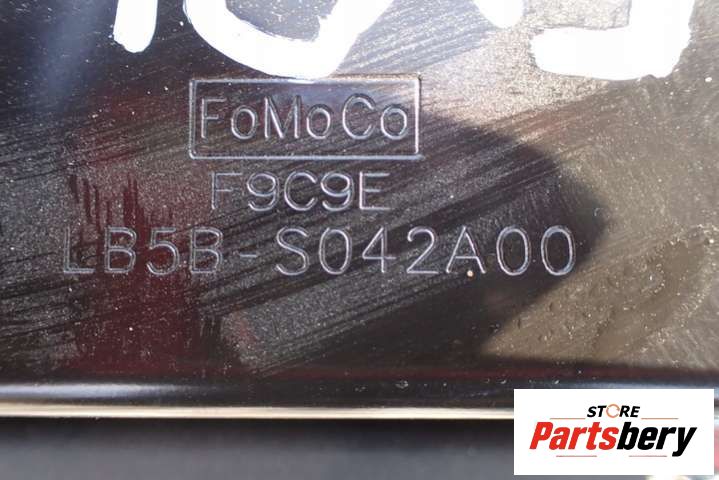 FoMoCo
F9C9E
LB5B-S042A00
STORE
Partsbery